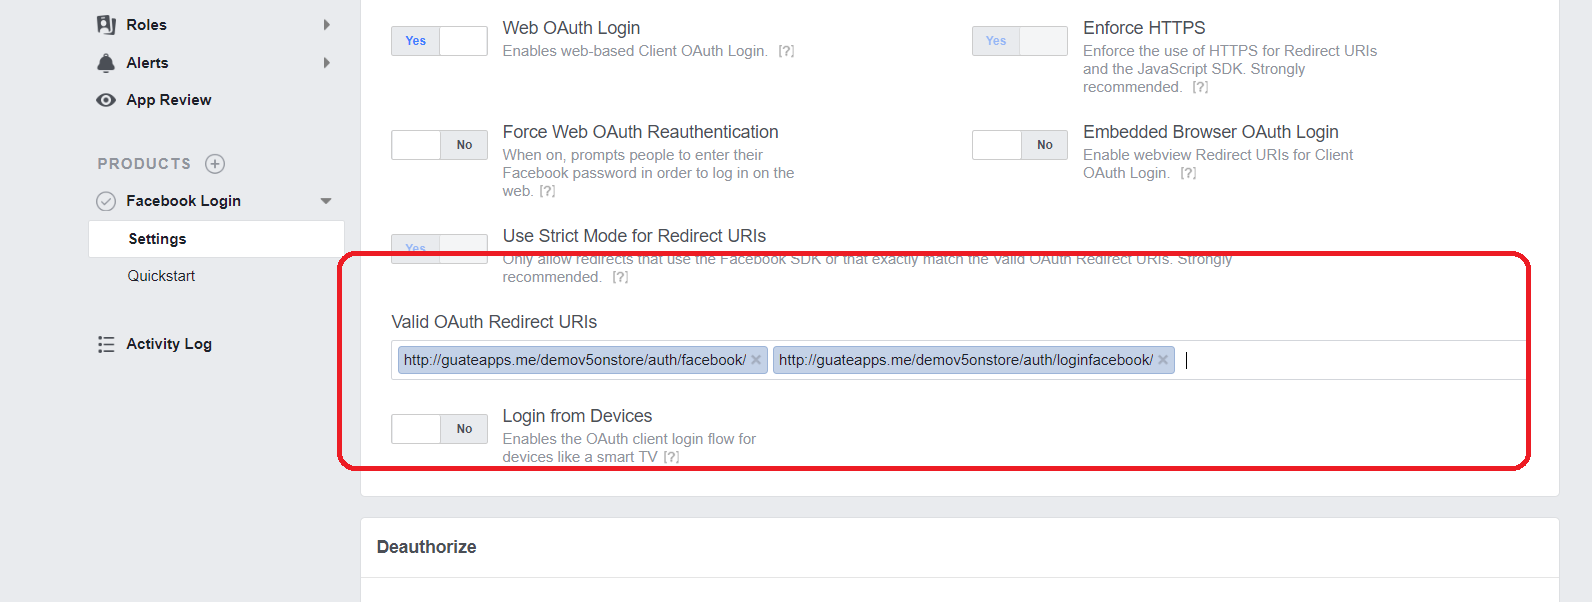 Roles
Alerts
App Review
PRODUCTS
Facebook Login
Settings
Quickstart
Activity Log
Yes
Web OAuth Login
Enables web-based Client OAuth Login. [?]
Yes
Enforce HTTPS
Enforce the use of HTTPS for Redirect URIs
and the JavaScript SDK. Strongly
recommended. [?]
No
Force Web OAuth Reauthentication
When on, prompts people to enter their
Facebook password in order to log in on the
web. [?]
No
Embedded Browser OAuth Login
Enable webview Redirect URIs for Client
OAuth Login. [?]
Yes
Use Strict Mode for Redirect URIs
Only allow redirects that use the Facebook SDK or that exactly match the Valid OAuth Redirect URIs. Strongly
recommended. [?]
Valid OAuth Redirect URIs
http://guateapps.me/demov5onstore/auth/facebook/ × http://guateapps.me/demov5onstore/auth/loginfacebook/ ×
No
Login from Devices
Enables the OAuth client login flow for
devices like a smart TV [?]
Deauthorize